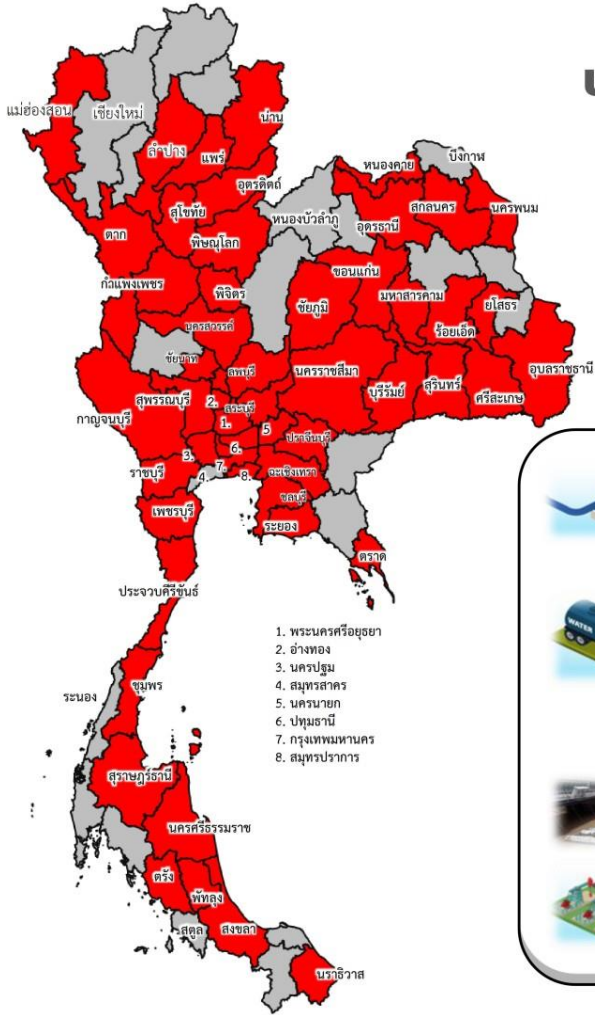 น่าน
แม่ฮ่องสอน
เชียงใหม่
ลำปาง
แพร่
บึงกาฬ
หนองคาย
อุตรดิตถ์
สกลนคร
นครพนม
สุโขทัย
หนองบัวลำภู
อุดรธานี
ตาก
พิษณุโลก
ขอนแก่น
กำแพงเพชร
พิจิตร
มหาสารคาม
ยโสธร
ชัยภูมิ
ร้อยเอ็ด
นครสวรรค์
ชัยนาท
ลพบุรี
นครราชสีมา
อุบลราชธานี
สุพรรณบุรี
2.
สระบุรี
บุรีรัมย์
สุรินทร์
ศรีสะเกษ
กาญจนบุรี
1.
5
ปราจีนบุรี
3.
6.
ราชบุรี
4.
7.
8.
ฉะเชิงเทรา
ชลบุรี
เพชรบุรี
ระยอง
ตราด
ประจวบคีรีขันธ์
WATER
1. พระนครศรีอยุธยา
2. อ่างทอง
3. นครปฐม
4. สมุทรสาคร
5. นครนายก
6. ปทุมธานี
7. กรุงเทพมหานคร
8. สมุทรปราการ
ระนอง
ชุมพร
สุราษฎร์ธานี
นครศรีธรรมราช
ตรัง
พัทลุง
สตูล
สงขลา
นราธิวาส